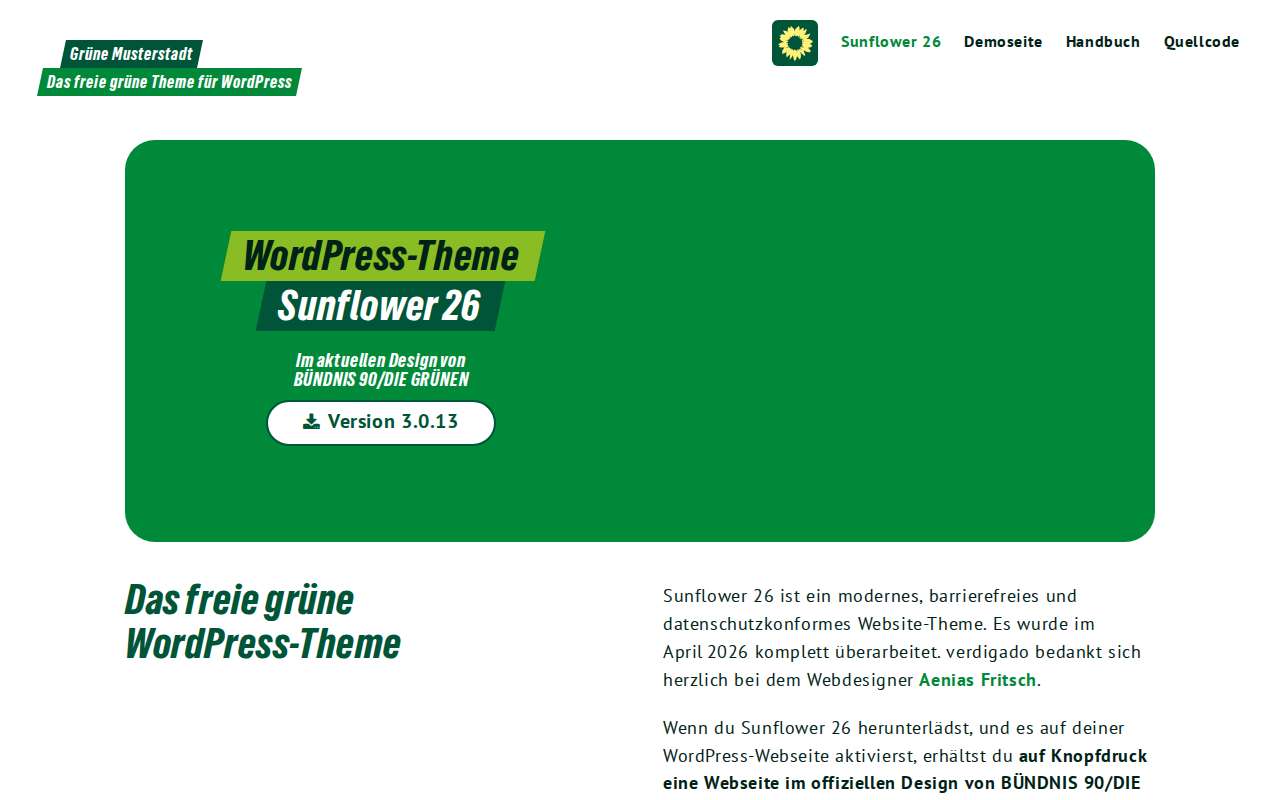 Grüne Musterstadt
Das freie grüne Theme für WordPress
Sunflower 26 Demoseite Handbuch Quellcode
WordPress-Theme
Sunflower 26
Im aktuellen Design von
BÜNDNIS 90/DIE GRÜNEN
Version 3.0.13
Das freie grüne
WordPress-Theme
Sunflower 26 ist ein modernes, barrierefreies und
datenschutzkonformes Website-Theme. Es wurde im
April 2026 komplett überarbeitet. verdigado bedankt sich
herzlich bei dem Webdesigner Aenias Fritsch.
Wenn du Sunflower 26 herunterlädst, und es auf deiner
WordPress-Webseite aktivierst, erhältst du auf Knopfdruck
eine Webseite im offiziellen Design von BÜNDNIS 90/DIE